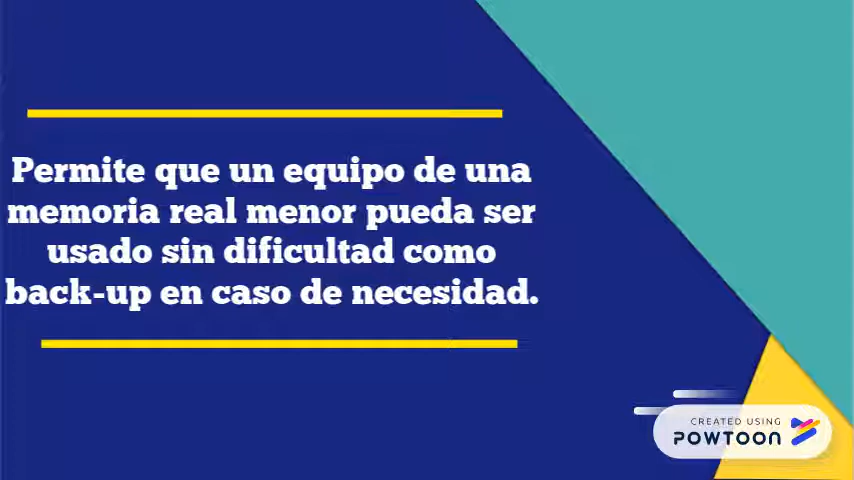 Permite que un equipo de una
memoria real menor pueda ser
usado sin dificultad como
back-up en caso de necesidad.
CREATED USING
POWTOON